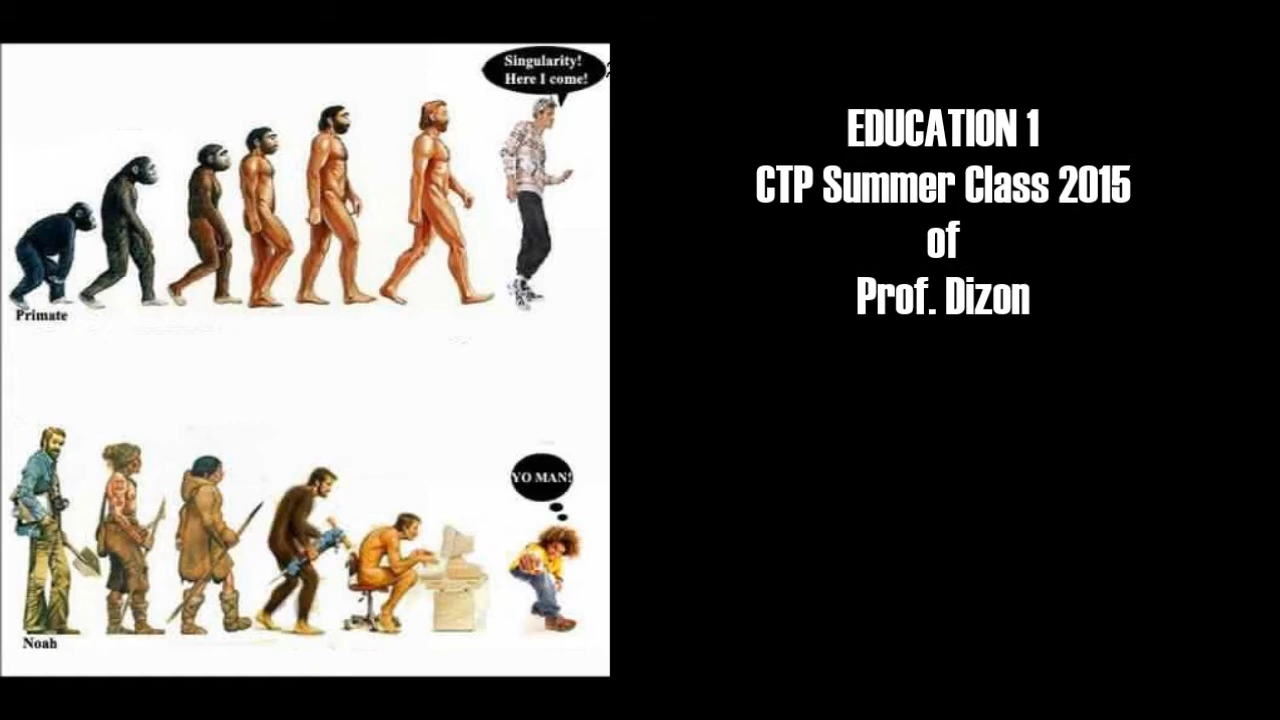 Singularity!
Here I come!
Primate
YO MAN!
Noah
EDUCATION 1
CTP Summer Class 2015
of
Prof. Dizon